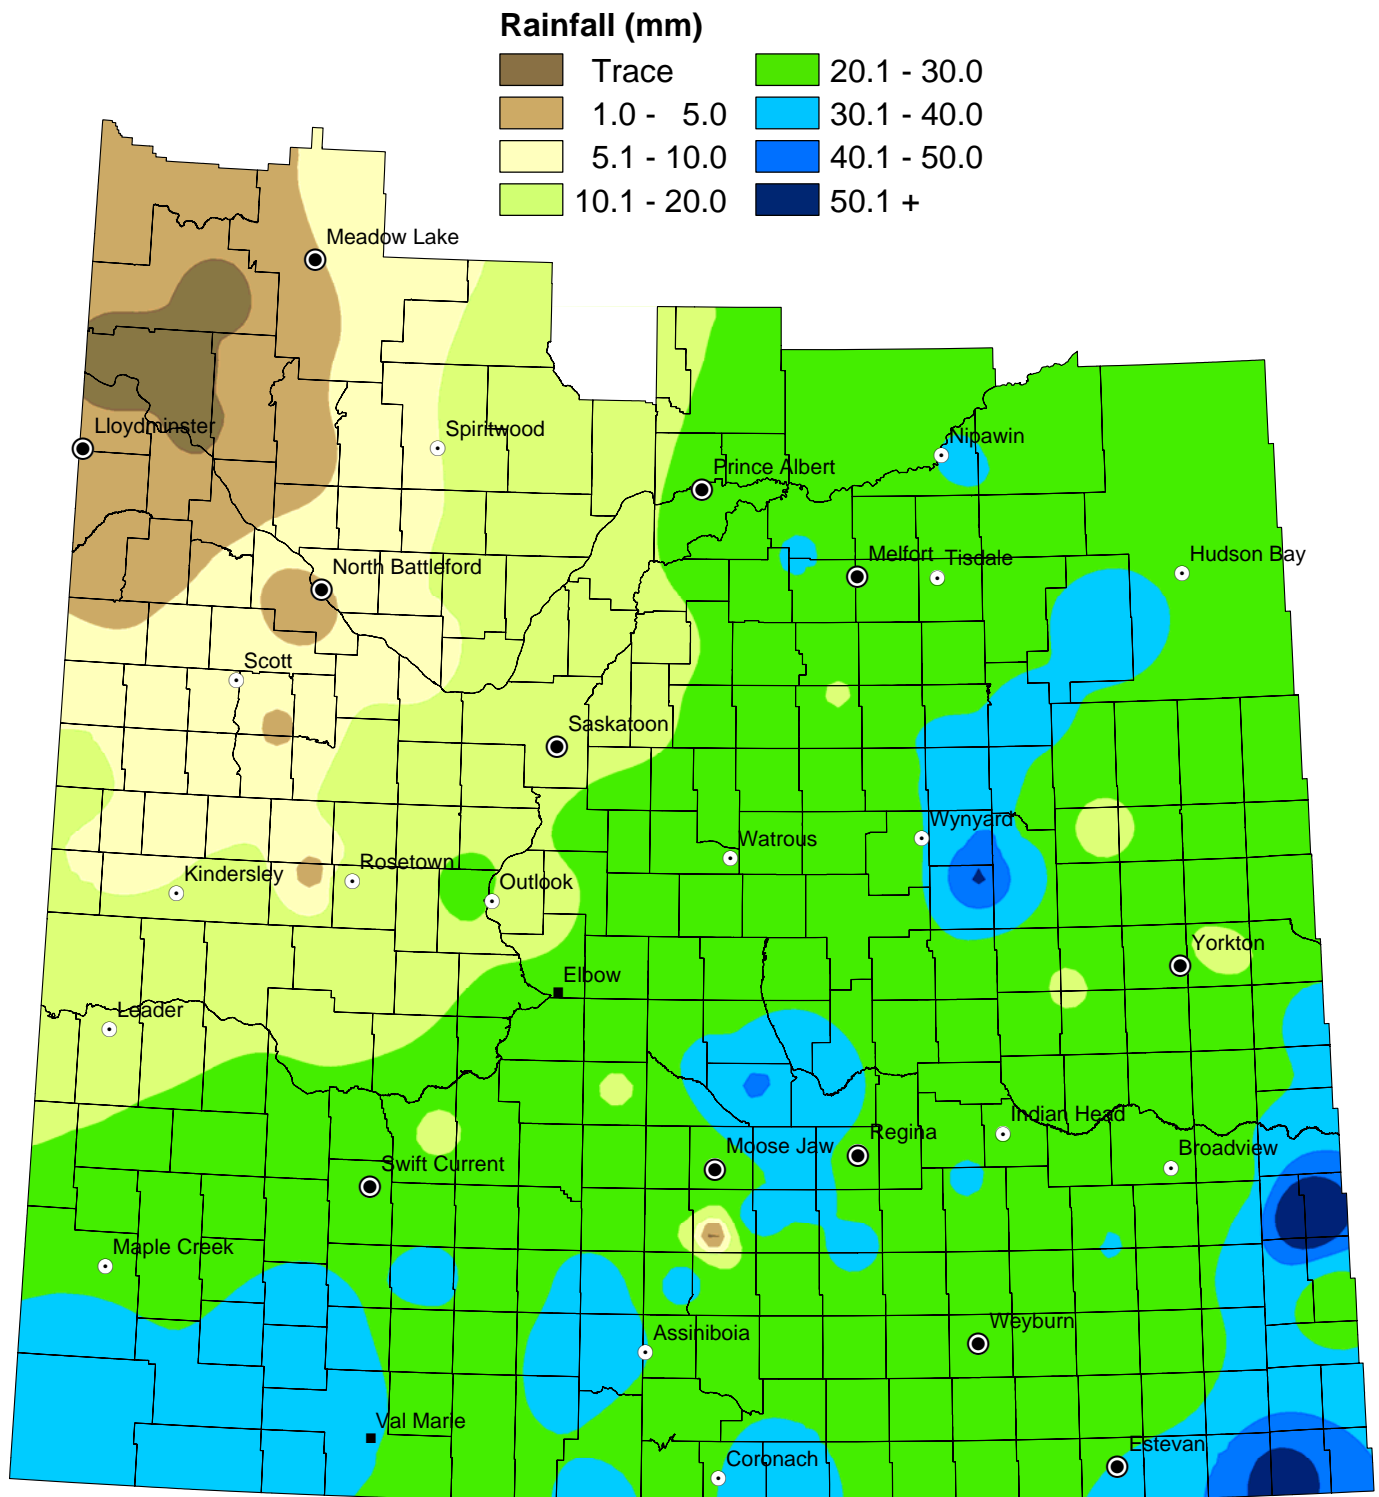 Rainfall (mm)
Trace
20.1 - 30.0
1.0 - 5.0
30.1 - 40.0
5.1 - 10.0
40.1 - 50.0
10.1 - 20.0
50.1 +
Meadow Lake
Lloydminster
Spiritwood
Nipawin
Prince Albert
Melfort
Tisdale
Hudson Bay
North Battleford
Scott
Saskatoon
Watrous
Wynyard
Kindersley
Rosetown
Outlook
Yorkton
Elbow
Leader
Indian Head
Regina
Moose Jaw
Broadview
Swift Current
Maple Creek
Assiniboia
Weyburn
Val Marie
Coronach
Estevan